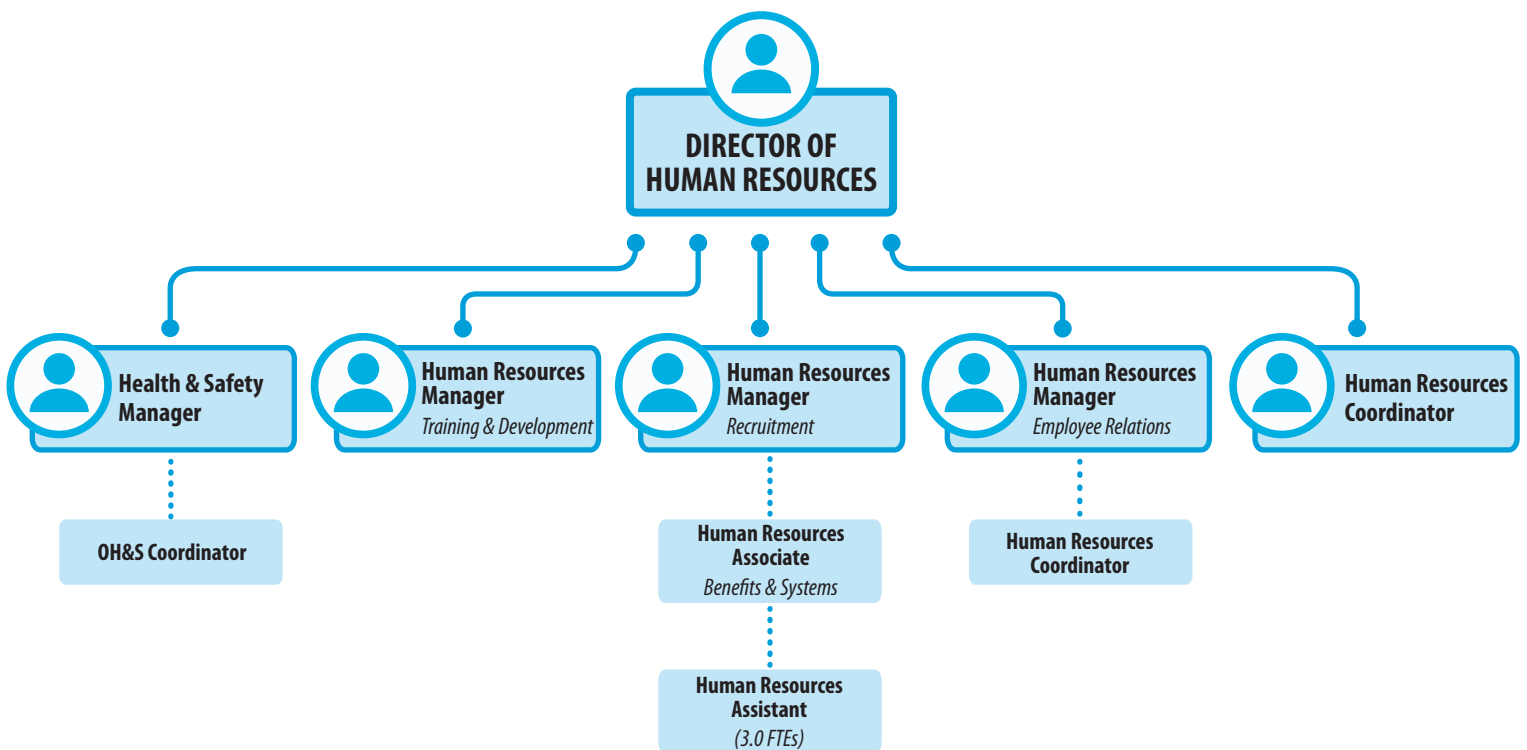 DIRECTOR OF
HUMAN RESOURCES
Health & Safety
Manager
Human Resources
Manager
Training & Development
Human Resources
Manager
Recruitment
Human Resources
Manager
Employee Relations
Human Resources
Coordinator
OH&S Coordinator
Human Resources
Associate
Benefits & Systems
Human Resources
Coordinator
Human Resources
Assistant
(3.0 FTEs)